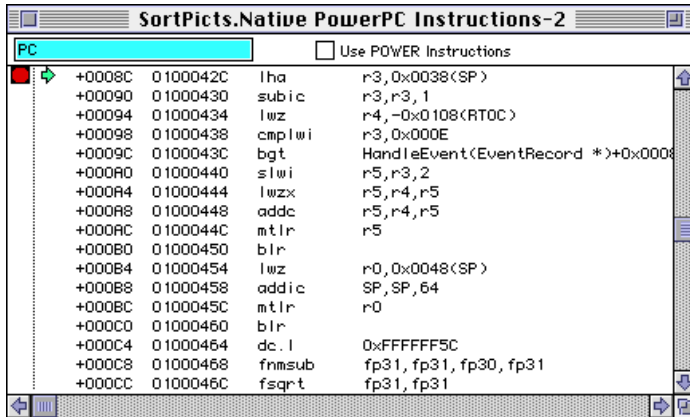 SortPicts.Native PowerPC Instructions-2
PC
Use POWER Instructions
+0008C 0100042C lha r3,0x0038(SP)
+00090 01000430 subic r3,r3,1
+00094 01000434 lwz r4,-0x0108(RTOC)
+00098 01000438 cmplwi r3,0x000E
+0009C 0100043C bgt HandleEvent(EventRecord *)+0x0008
+000A0 01000440 slwi r5,r3,2
+000A4 01000444 lwzx r5,r4,r5
+000A8 01000448 addc r5,r4,r5
+000AC 0100044C mtlr r5
+000B0 01000450 blr
+000B4 01000454 lwz r0,0x0048(SP)
+000B8 01000458 addic SP,SP,64
+000BC 0100045C mtlr r0
+000C0 01000460 blr
+000C4 01000464 dc.l 0xFFFFFF5C
+000C8 01000468 fnmsub fp31,fp31,fp30,fp31
+000CC 0100046C fsqrt fp31,fp31